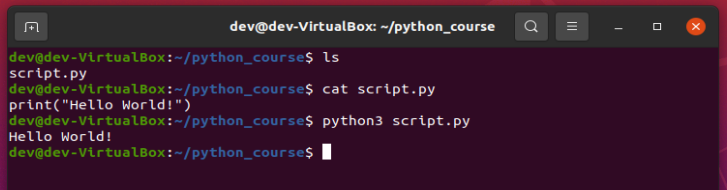 dev@dev-VirtualBox: ~/python_course
dev@dev-VirtualBox:~/python_course$ ls
script.py
dev@dev-VirtualBox:~/python_course$ cat script.py
print("Hello World!")
dev@dev-VirtualBox:~/python_course$ python3 script.py
Hello World!
dev@dev-VirtualBox:~/python_course$